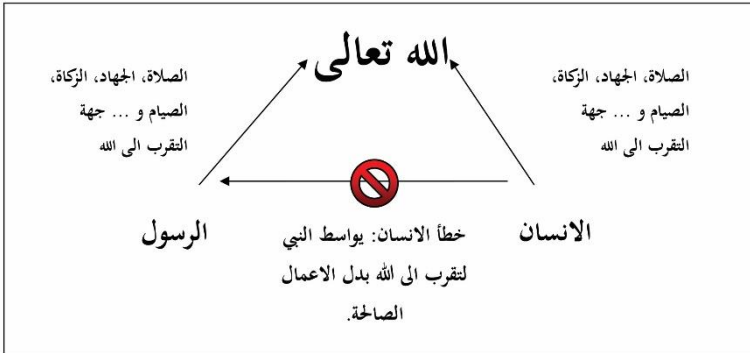 الله تعالى
الصلاة، الجهاد، الزكاة،
الصيام و ... جهة
التقرب الى الله
الصلاة، الجهاد، الزكاة،
الصيام و ... جهة
التقرب الى الله
الانسان
الرسول
خطأ الانسان: يواسط النبي
لتقرب الى الله بدل الاعمال
الصالحة.